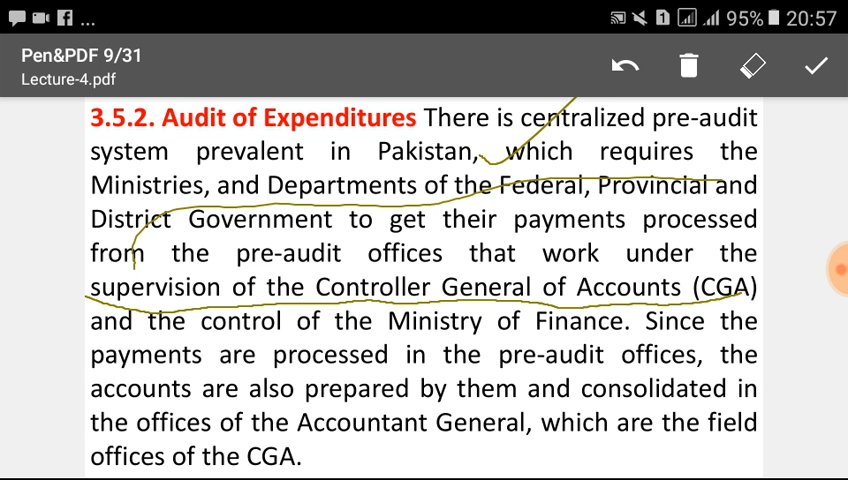 ... 95% 20:57
Pen&PDF 9/31
Lecture-4.pdf
3.5.2. Audit of Expenditures There is centralized pre-audit
system prevalent in Pakistan, which requires the
Ministries, and Departments of the Federal, Provincial and
District Government to get their payments processed
from the pre-audit offices that work under the
supervision of the Controller General of Accounts (CGA)
and the control of the Ministry of Finance. Since the
payments are processed in the pre-audit offices, the
accounts are also prepared by them and consolidated in
the offices of the Accountant General, which are the field
offices of the CGA.